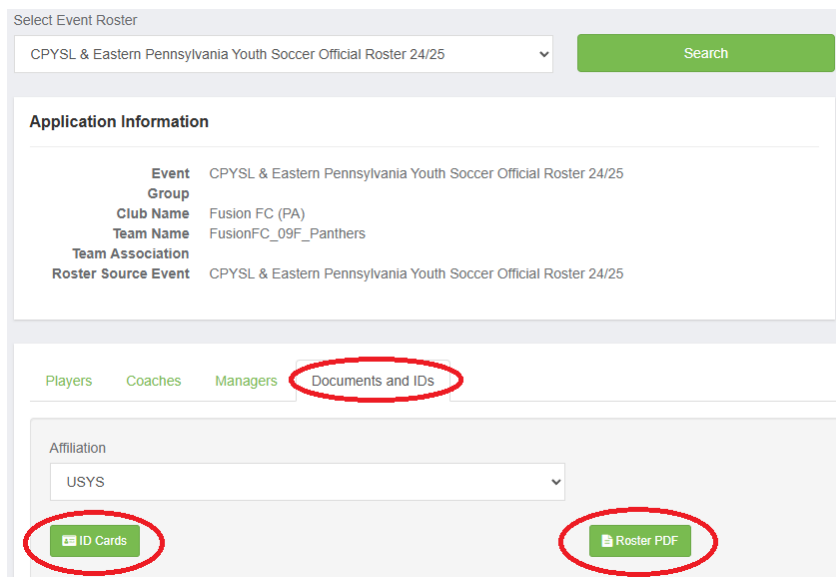 Select Event Roster
CPYSL & Eastern Pennsylvania Youth Soccer Official Roster 24/25
Search
Application Information
Event CPYSL & Eastern Pennsylvania Youth Soccer Official Roster 24/25
Group
Club Name Fusion FC (PA)
Team Name FusionFC_09F_Panthers
Team Association
Roster Source Event CPYSL & Eastern Pennsylvania Youth Soccer Official Roster 24/25
Players Coaches Managers Documents and IDs
Affiliation
USYS
ID Cards Roster PDF